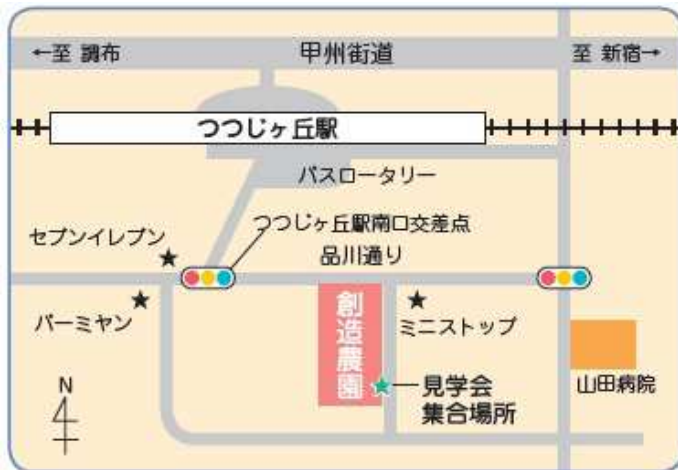 ←至 調布
甲州街道
至 新宿→
つつじヶ丘駅
バスロータリー
つつじヶ丘駅南口交差点
セブンイレブン
品川通り
バーミヤン
創造農園
ミニストップ
見学会
集合場所
山田病院
N